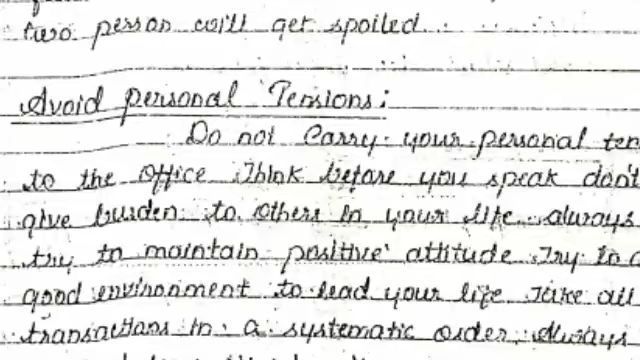 two person will get spoiled.
Avoid personal Tensions:
Do not Carry your personal ten
to the office Think before you speak don't
give burden to others in your life always
try to maintain positive attitude Try to
good environment to lead your life Take all
transactions in a systematic order Always